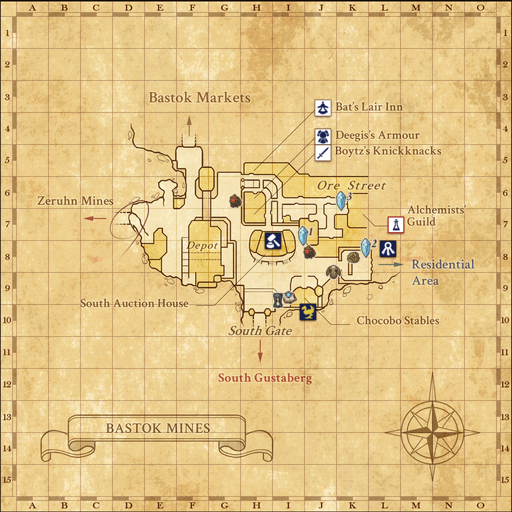 A B C D E F G H I J K L M N O
1 1
2 2
3 3
Bastok Markets
Bat's Lair Inn
4 4
Deegis's Armour
Boytz's Knickknacks
5 5
Ore Street
6 6
3
Zeruhn Mines
Alchemists'
Guild
7 7
1
2
Depot
8 8
Residential
Area
9 9
South Auction House
10 10
Chocobo Stables
South Gate
11 11
South Gustaberg
12 12
13 13
BASTOK MINES
14 14
15 15
A B C D E F G H I J K L M N O